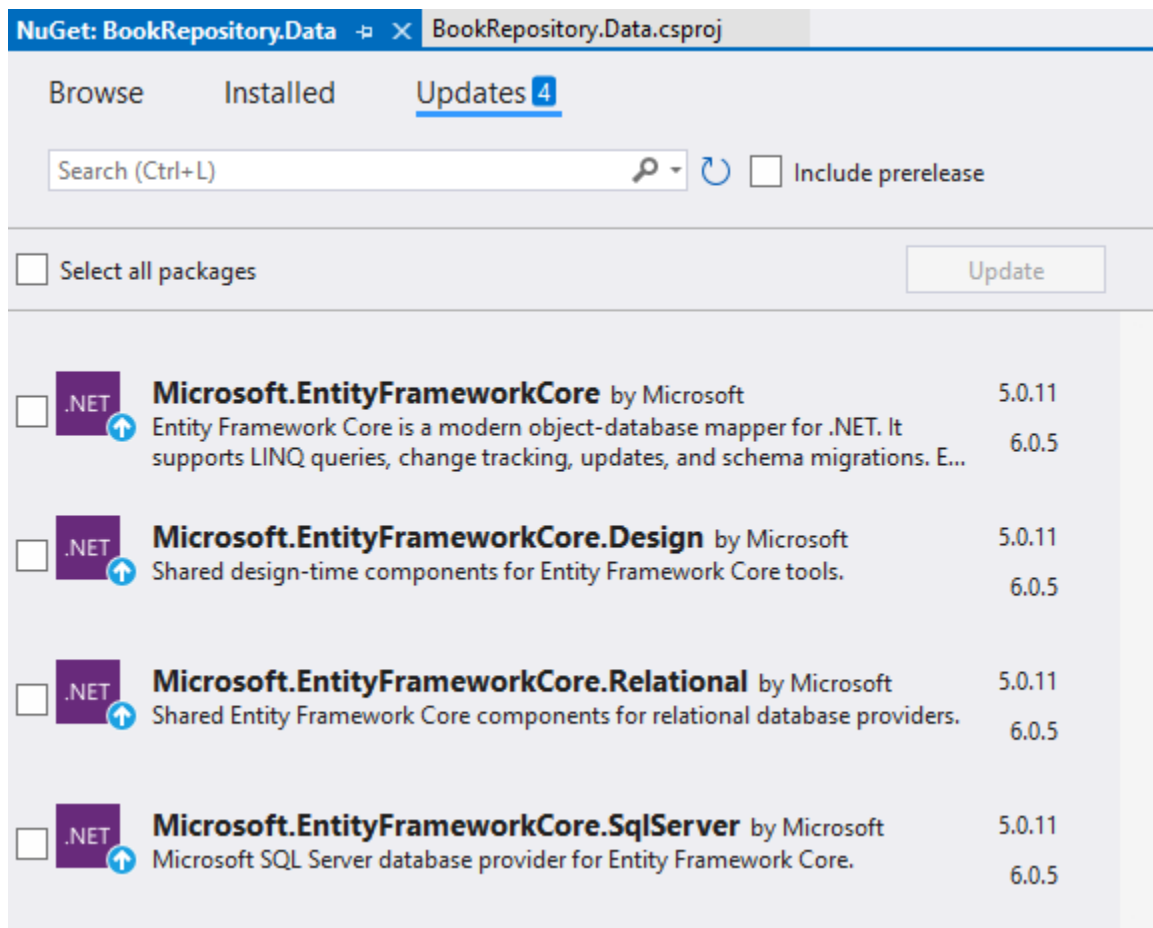 NuGet: BookRepository.Data
BookRepository.Data.csproj
Browse Installed Updates 4
Search (Ctrl+L)
Include prerelease
Select all packages
Update
.NET
Microsoft.EntityFrameworkCore by Microsoft
5.0.11
Entity Framework Core is a modern object-database mapper for .NET. It
supports LINQ queries, change tracking, updates, and schema migrations. E...
6.0.5
.NET
Microsoft.EntityFrameworkCore.Design by Microsoft
5.0.11
Shared design-time components for Entity Framework Core tools.
6.0.5
.NET
Microsoft.EntityFrameworkCore.Relational by Microsoft
5.0.11
Shared Entity Framework Core components for relational database providers.
6.0.5
.NET
Microsoft.EntityFrameworkCore.SqlServer by Microsoft
5.0.11
Microsoft SQL Server database provider for Entity Framework Core.
6.0.5